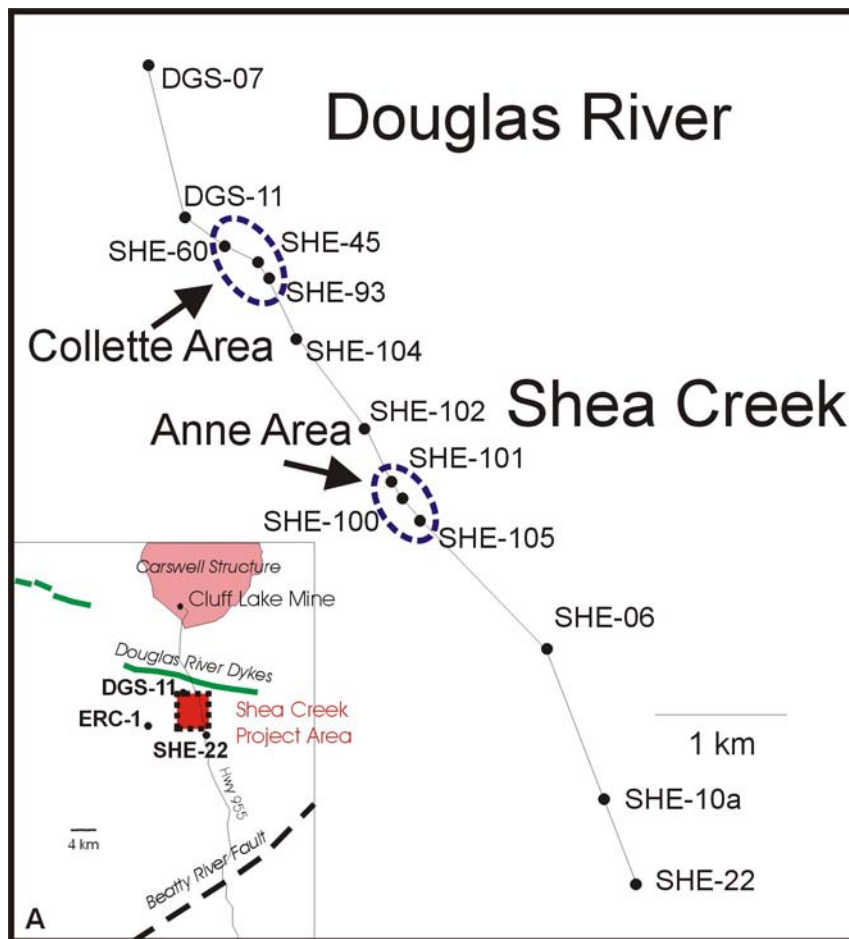 DGS-07
Douglas River
DGS-11
SHE-60
SHE-45
SHE-93
Collette Area
SHE-104
SHE-102
Shea Creek
Anne Area
SHE-101
SHE-100
SHE-105
SHE-06
1 km
SHE-10a
SHE-22
Carswell Structure
Cluff Lake Mine
Douglas River Dykes
DGS-11
ERC-1
Shea Creek
Project Area
SHE-22
Hwy 955
4 km
Beatty River Fault
A